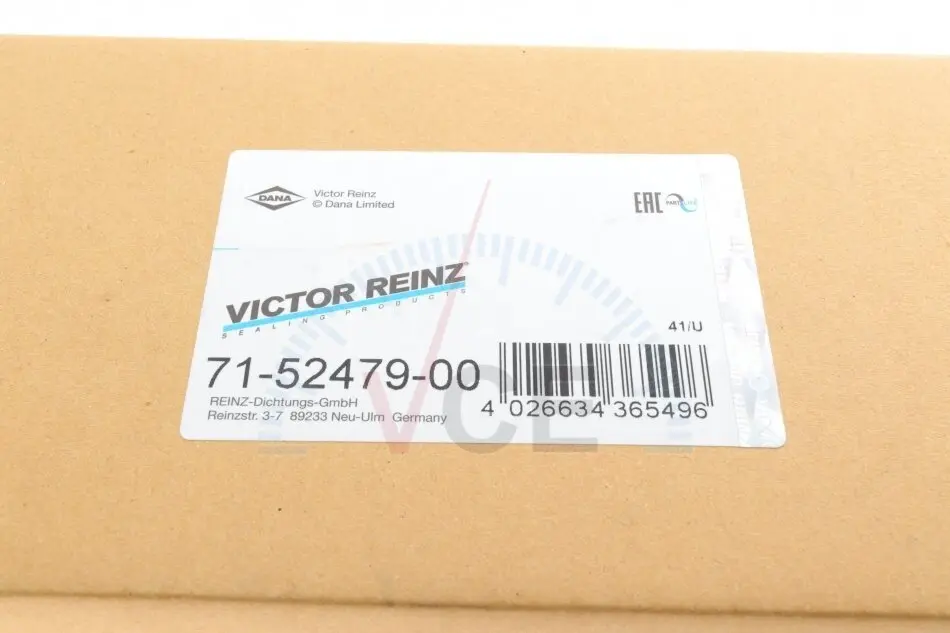 DANA
Victor Reinz
© Dana Limited
EAC
VICTOR REINZ
SEALING PRODUCTS
41/U
71-52479-00
REINZ-Dichtungs-GmbH
Reinzstr. 3-7 89233 Neu-Ulm Germany
4 026634 365496
VCE